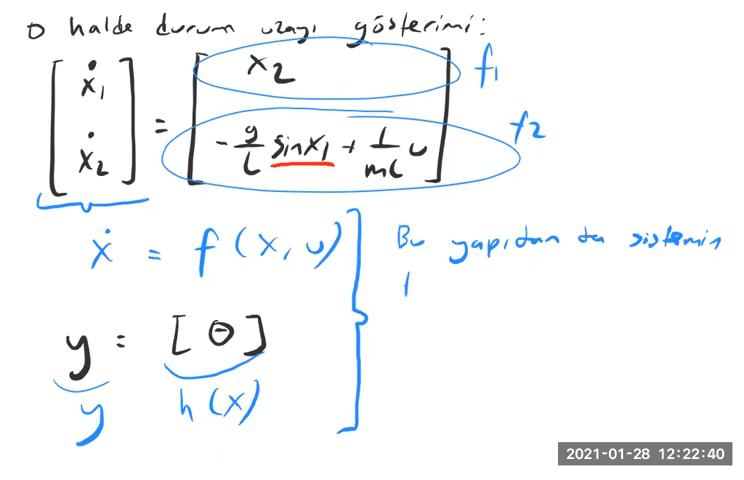 O halde durum uzayı gösterimi:
[ẋ1
ẋ2] = [x2
-g/L sinx1 + 1/mL u] f1
f2
ẋ = f(x, u) ] Bu yapıdan da sistemin
y = [θ]
y h(x)
2021-01-28 12:22:40